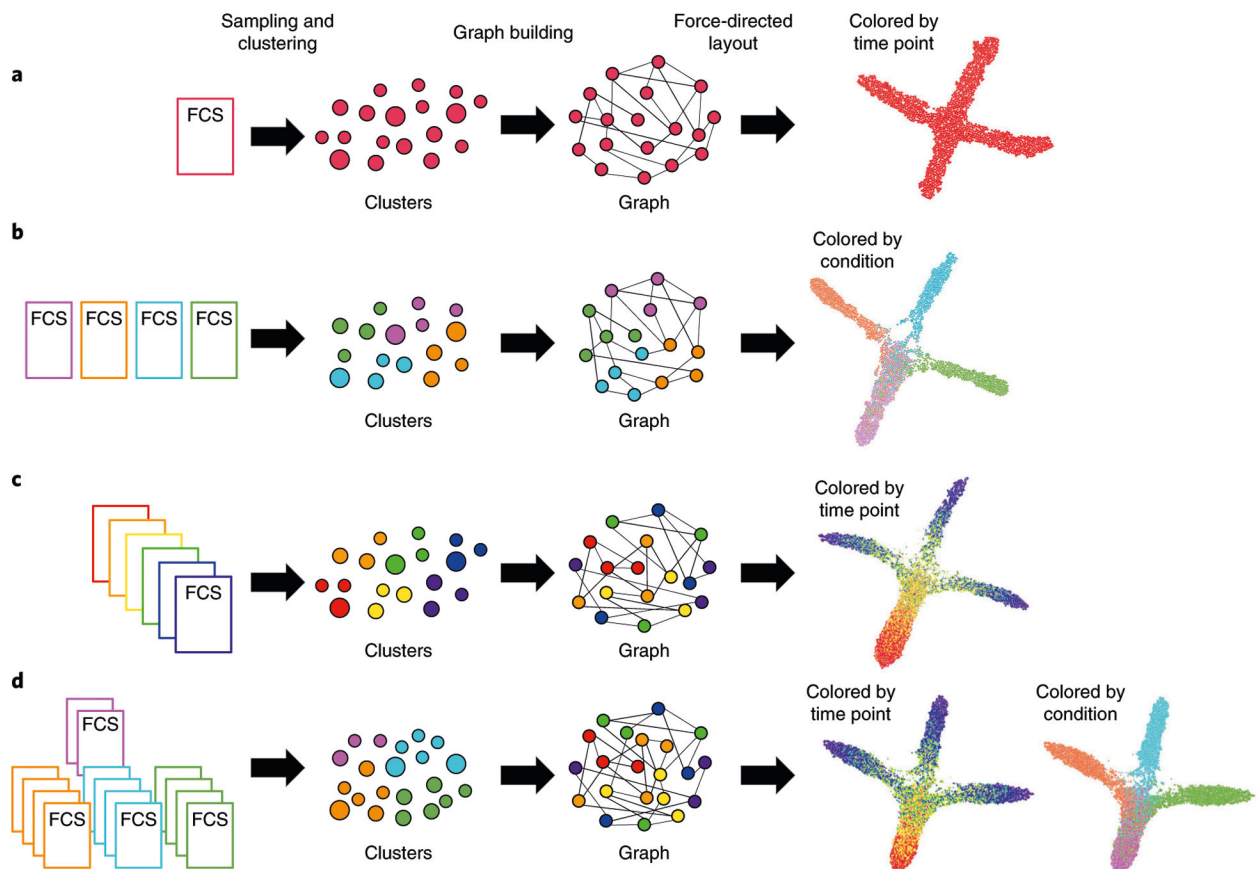 Sampling and
clustering
Graph building
Force-directed
layout
Colored by
time point
a
FCS
Clusters
Graph
b
Colored by
condition
FCS
FCS
FCS
FCS
Clusters
Graph
c
Colored by
time point
FCS
Clusters
Graph
d
Colored by
time point
Colored by
condition
FCS
FCS
FCS
FCS
Clusters
Graph